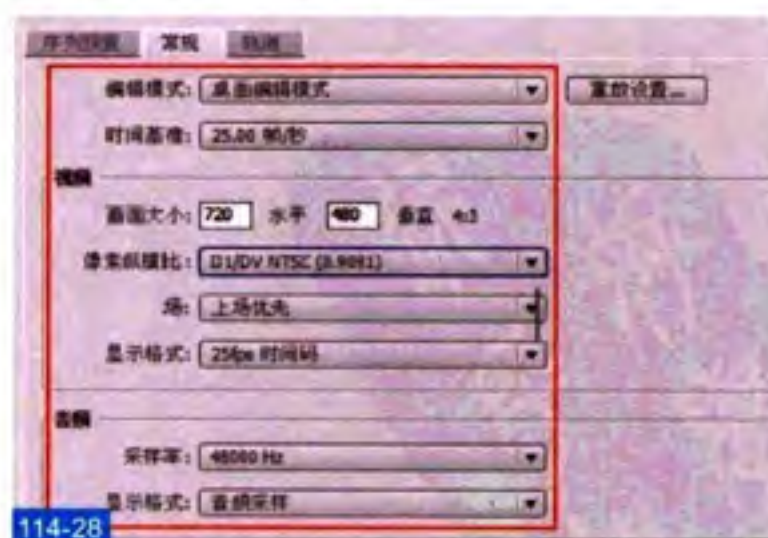 序列预置 常规 轨道
编辑模式: 桌面编辑模式 重放设置...
时间基准: 25.00 帧/秒
视频
画面大小: 720 水平 480 垂直 4:3
像素纵横比: D1/DV NTSC (0.9091)
场: 上场优先
显示格式: 25fps 时间码
音频
采样率: 48000 Hz
显示格式: 音频采样
114-28